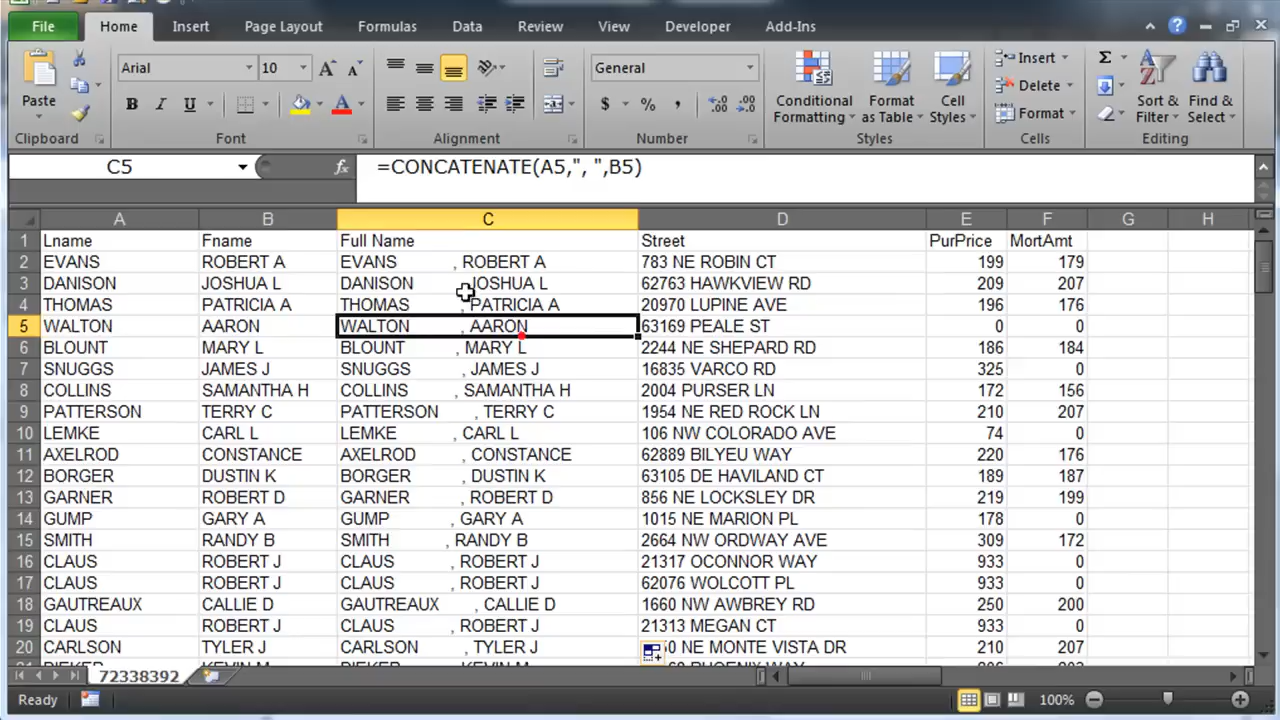 File Home Insert Page Layout Formulas Data Review View Developer Add-Ins
Arial 10 General Insert Σ
Paste B I U A $ % , Conditional Formatting Format as Table Cell Styles Delete Sort & Filter Find & Select
Format
Clipboard Font Alignment Number Styles Cells Editing
C5 fx =CONCATENATE(A5,", ",B5)
A B C D E F G H
1 Lname Fname Full Name Street PurPrice MortAmt
2 EVANS ROBERT A EVANS , ROBERT A 783 NE ROBIN CT 199 179
3 DANISON JOSHUA L DANISON JOSHUA L 62763 HAWKVIEW RD 209 207
4 THOMAS PATRICIA A THOMAS , PATRICIA A 20970 LUPINE AVE 196 176
5 WALTON AARON WALTON , AARON 63169 PEALE ST 0 0
6 BLOUNT MARY L BLOUNT , MARY L 2244 NE SHEPARD RD 186 184
7 SNUGGS JAMES J SNUGGS , JAMES J 16835 VARCO RD 325 0
8 COLLINS SAMANTHA H COLLINS , SAMANTHA H 2004 PURSER LN 172 156
9 PATTERSON TERRY C PATTERSON , TERRY C 1954 NE RED ROCK LN 210 207
10 LEMKE CARL L LEMKE , CARL L 106 NW COLORADO AVE 74 0
11 AXELROD CONSTANCE AXELROD , CONSTANCE 62889 BILYEU WAY 220 176
12 BORGER DUSTIN K BORGER , DUSTIN K 63105 DE HAVILAND CT 189 187
13 GARNER ROBERT D GARNER , ROBERT D 856 NE LOCKSLEY DR 219 199
14 GUMP GARY A GUMP , GARY A 1015 NE MARION PL 178 0
15 SMITH RANDY B SMITH , RANDY B 2664 NW ORDWAY AVE 309 172
16 CLAUS ROBERT J CLAUS , ROBERT J 21317 OCONNOR WAY 933 0
17 CLAUS ROBERT J CLAUS , ROBERT J 62076 WOLCOTT PL 933 0
18 GAUTREAUX CALLIE D GAUTREAUX , CALLIE D 1660 NW AWBREY RD 250 200
19 CLAUS ROBERT J CLAUS , ROBERT J 21313 MEGAN CT 933 0
20 CARLSON TYLER J CARLSON , TYLER J NE MONTE VISTA DR 210 207
72338392
Ready 100%